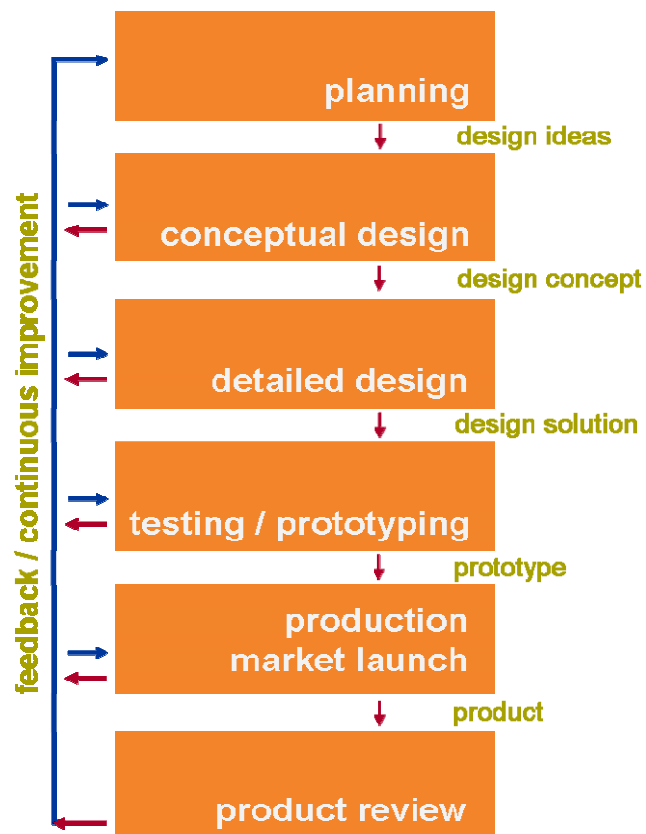 planning
design ideas
conceptual design
design concept
detailed design
design solution
testing / prototyping
prototype
production
market launch
product
product review
feedback / continuous improvement